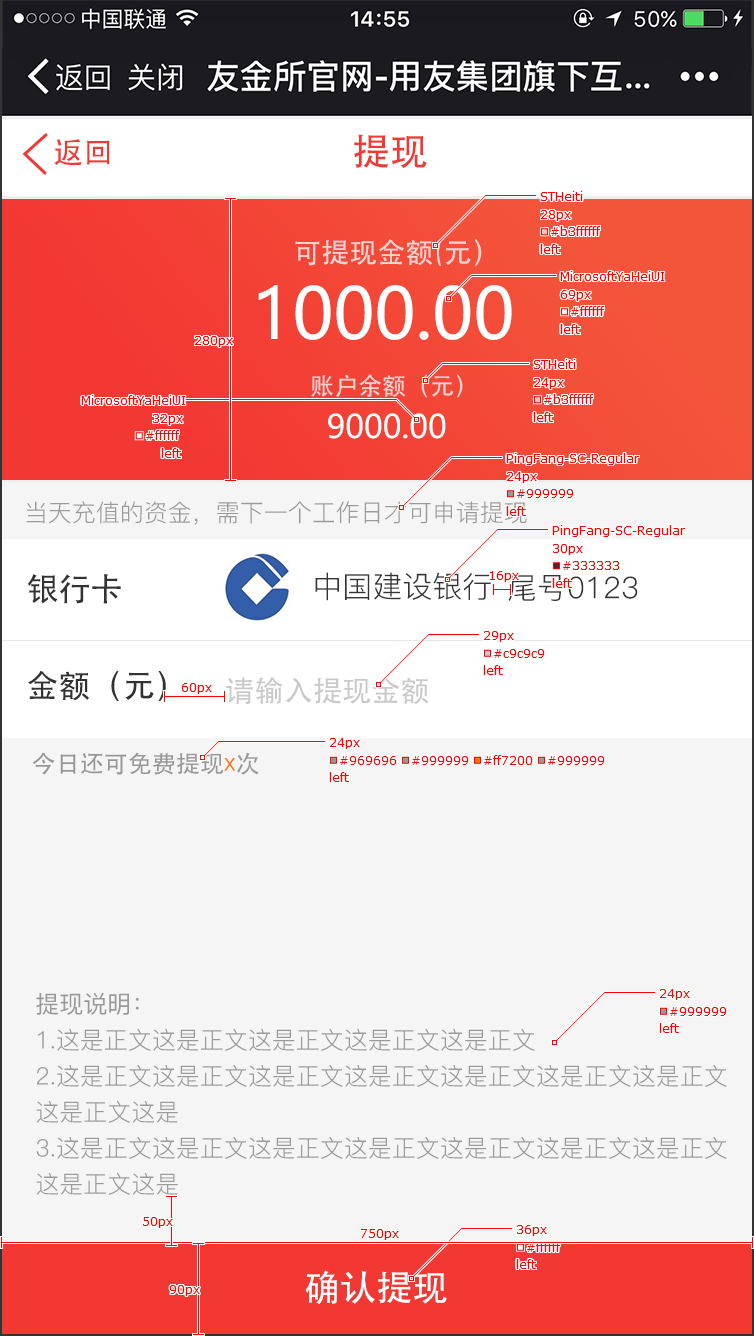 中国联通 14:55 50%
返回 关闭 友金所官网-用友集团旗下互...
返回 提现
STHeiti
28px
#b3ffffff
left
可提现金额(元）
MicrosoftYaHeiUI
69px
#ffffff
left
1000.00
280px
STHeiti
24px
#b3ffffff
left
账户余额（元）
MicrosoftYaHeiUI
32px
#ffffff
left
9000.00
PingFang-SC-Regular
24px
#999999
left
当天充值的资金，需下一个工作日才可申请提现
PingFang-SC-Regular
30px
#333333
left
16px
银行卡 中国建设银行 尾号0123
29px
#c9c9c9
left
金额（元） 60px 请输入提现金额
24px
#969696 #999999 #ff7200 #999999
left
今日还可免费提现x次
24px
#999999
left
提现说明：
1.这是正文这是正文这是正文这是正文这是正文
2.这是正文这是正文这是正文这是正文这是正文这是正文这是正文
这是正文这是
3.这是正文这是正文这是正文这是正文这是正文这是正文这是正文
这是正文这是
50px
750px
36px
#ffffff
left
90px
确认提现